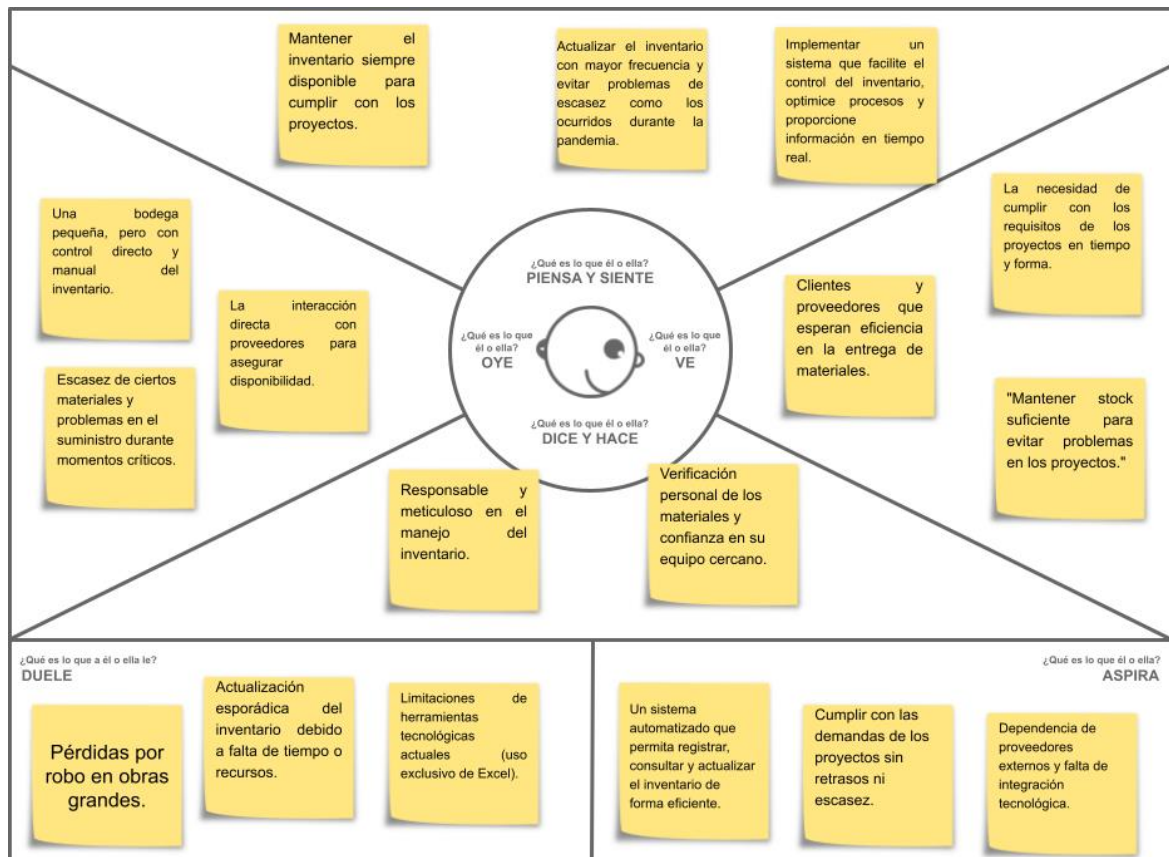 Mantener el
inventario siempre
disponible para
cumplir con los
proyectos.
Actualizar el inventario
con mayor frecuencia y
evitar problemas de
escasez como los
ocurridos durante la
pandemia.
Implementar un
sistema que facilite el
control del inventario,
optimice procesos y
proporcione
información en tiempo
real.
Una bodega
pequeña, pero con
control directo y
manual del
inventario.
La interacción
directa con
proveedores para
asegurar
disponibilidad.
Escasez de ciertos
materiales y
problemas en el
suministro durante
momentos críticos.
¿Qué es lo que él o ella?
PIENSA Y SIENTE
¿Qué es lo que
él o ella?
OYE
¿Qué es lo que
él o ella?
VE
¿Qué es lo que él o ella?
DICE Y HACE
La necesidad de
cumplir con los
requisitos de los
proyectos en tiempo
y forma.
Clientes y
proveedores que
esperan eficiencia
en la entrega de
materiales.
"Mantener stock
suficiente para
evitar problemas
en los proyectos."
Responsable y
meticuloso en el
manejo del
inventario.
Verificación
personal de los
materiales y
confianza en su
equipo cercano.
¿Qué es lo que a él o ella le?
DUELE
Pérdidas por
robo en obras
grandes.
Actualización
esporádica del
inventario debido
a falta de tiempo o
recursos.
Limitaciones de
herramientas
tecnológicas
actuales (uso
exclusivo de Excel).
¿Qué es lo que él o ella?
ASPIRA
Un sistema
automatizado que
permita registrar,
consultar y actualizar
el inventario de
forma eficiente.
Cumplir con las
demandas de los
proyectos sin
retrasos ni
escasez.
Dependencia de
proveedores
externos y falta de
integración
tecnológica.